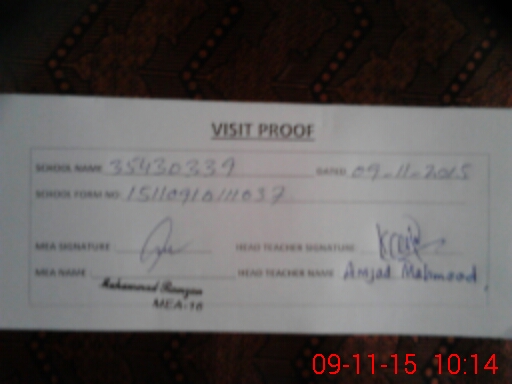 VISIT PROOF
SCHOOL NAME 35430339 DATED 09-11-2015
SCHOOL FORM NO
MEA SIGNATURE HEAD TEACHER SIGNATURE
MEA NAME HEAD TEACHER NAME Amjad Mahmood
Muhammad Ramzan
MEA-16
09-11-15 10:14